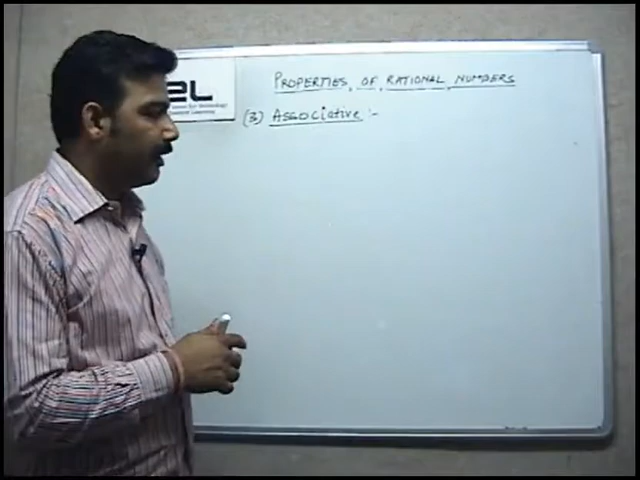 PROPERTIES OF RATIONAL NUMBERS
(3) Associative :-